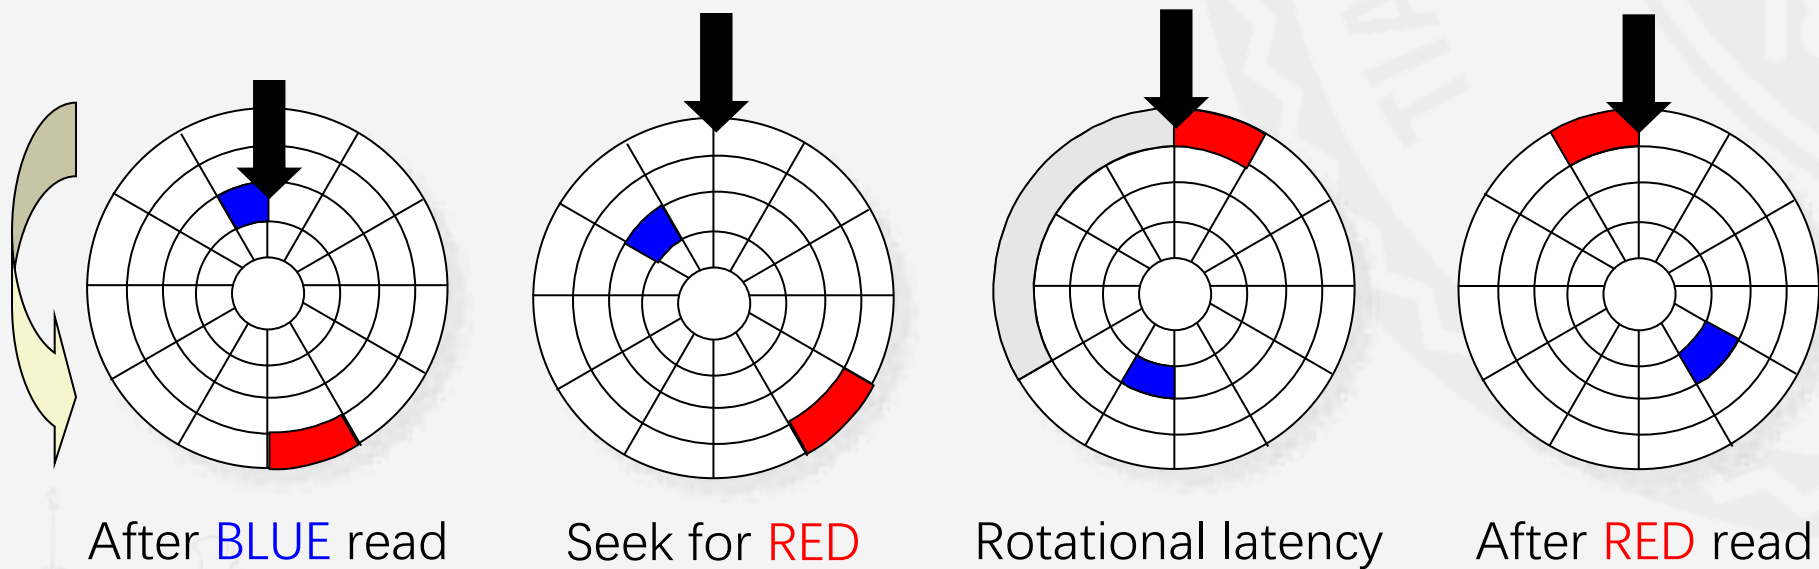 After BLUE read
Seek for RED
Rotational latency
After RED read